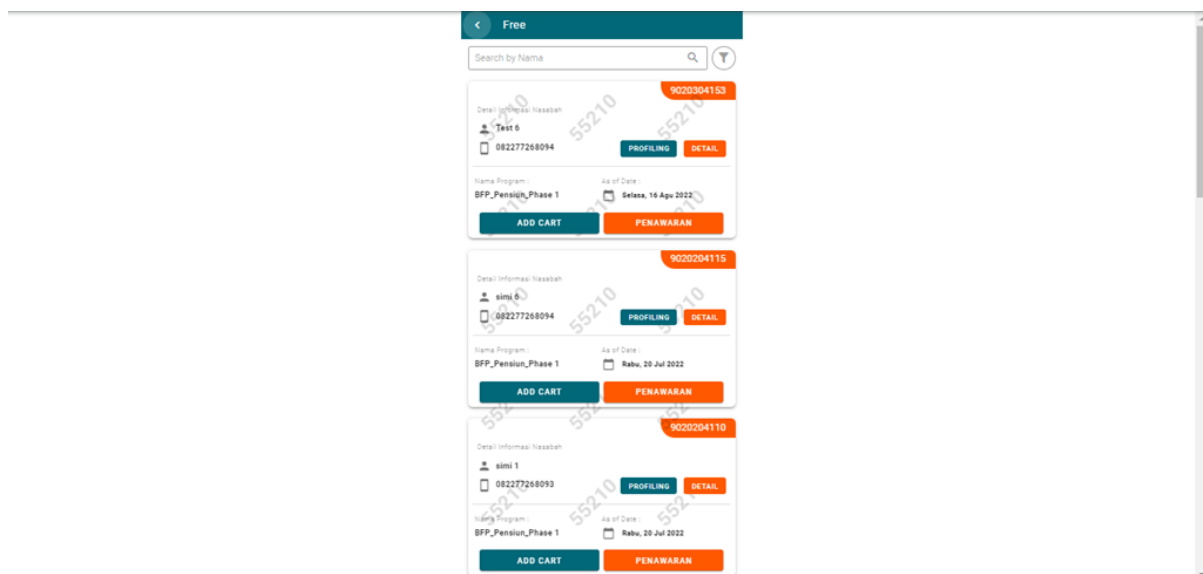 Free
Search by Nama
9020304153
Detail Informasi Nasabah
Test 6
082277268094
PROFILING DETAIL
Nama Program : As of Date :
BFP_Pensiun_Phase 1 Selasa, 16 Agu 2022
ADD CART PENAWARAN
9020204115
Detail Informasi Nasabah
simi 6
082277268094
PROFILING DETAIL
Nama Program : As of Date :
BFP_Pensiun_Phase 1 Rabu, 20 Jul 2022
ADD CART PENAWARAN
9020204110
Detail Informasi Nasabah
simi 1
082277268093
PROFILING DETAIL
Nama Program : As of Date :
BFP_Pensiun_Phase 1 Rabu, 20 Jul 2022
ADD CART PENAWARAN
55210